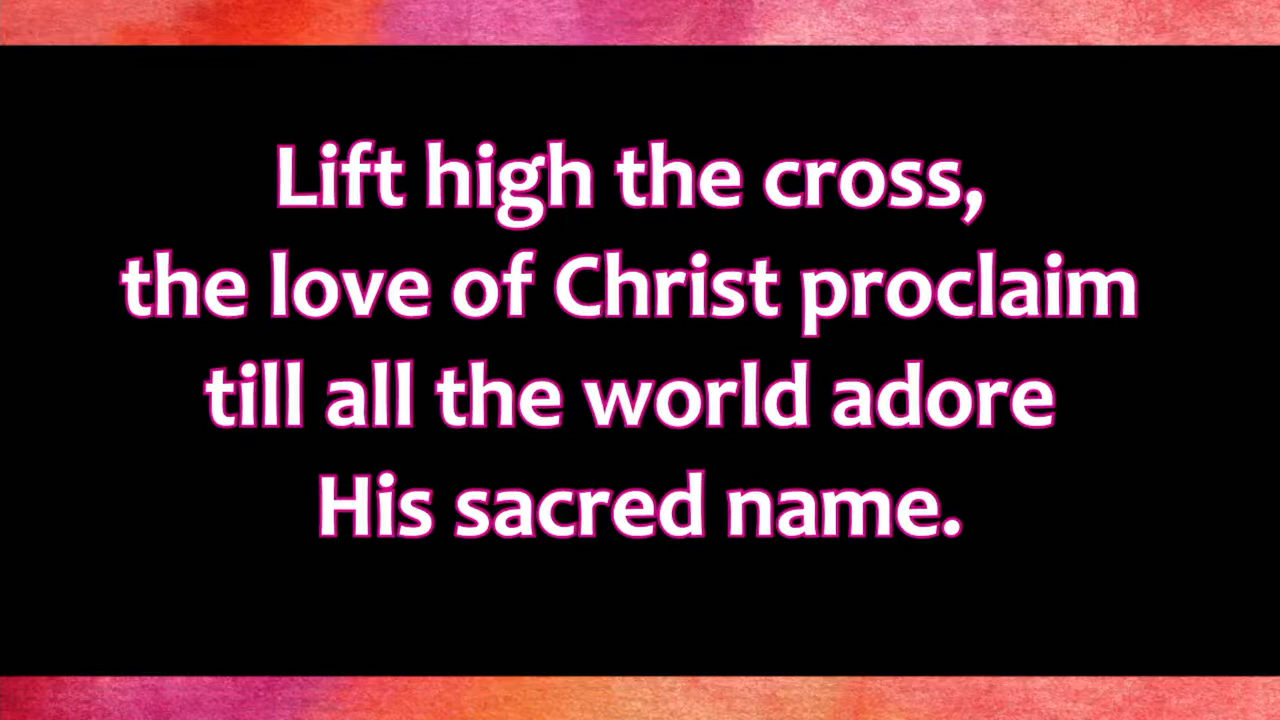 Lift high the cross,
the love of Christ proclaim
till all the world adore
His sacred name.